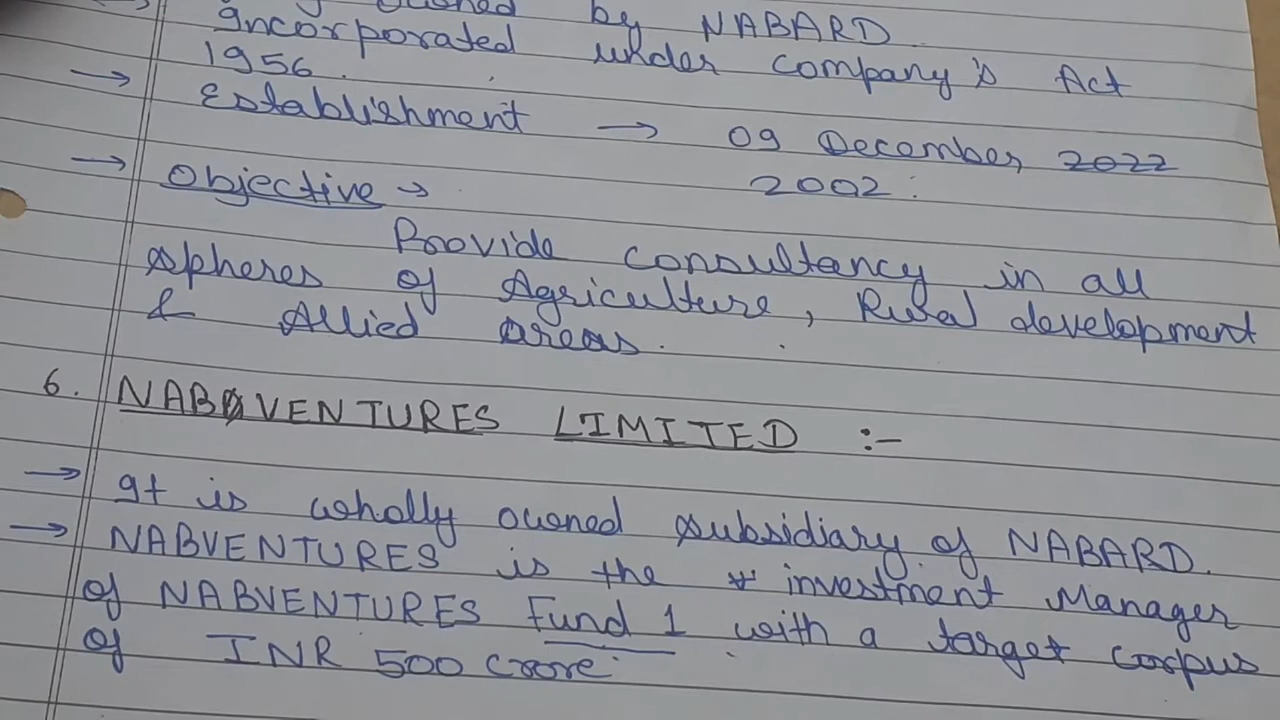 owned by NABARD
Incorporated under Company's Act
1956.
→ Establishment → 09 December, 2022
→ Objective → 2002.
Provide consultancy in all
spheres of Agriculture, Rural development
& Allied areas.
6. NABVENTURES LIMITED :-
→ It is wholly owned subsidiary of NABARD.
→ NABVENTURES is the investment Manager
of NABVENTURES Fund 1 with a target corpus
of INR 500 crore.